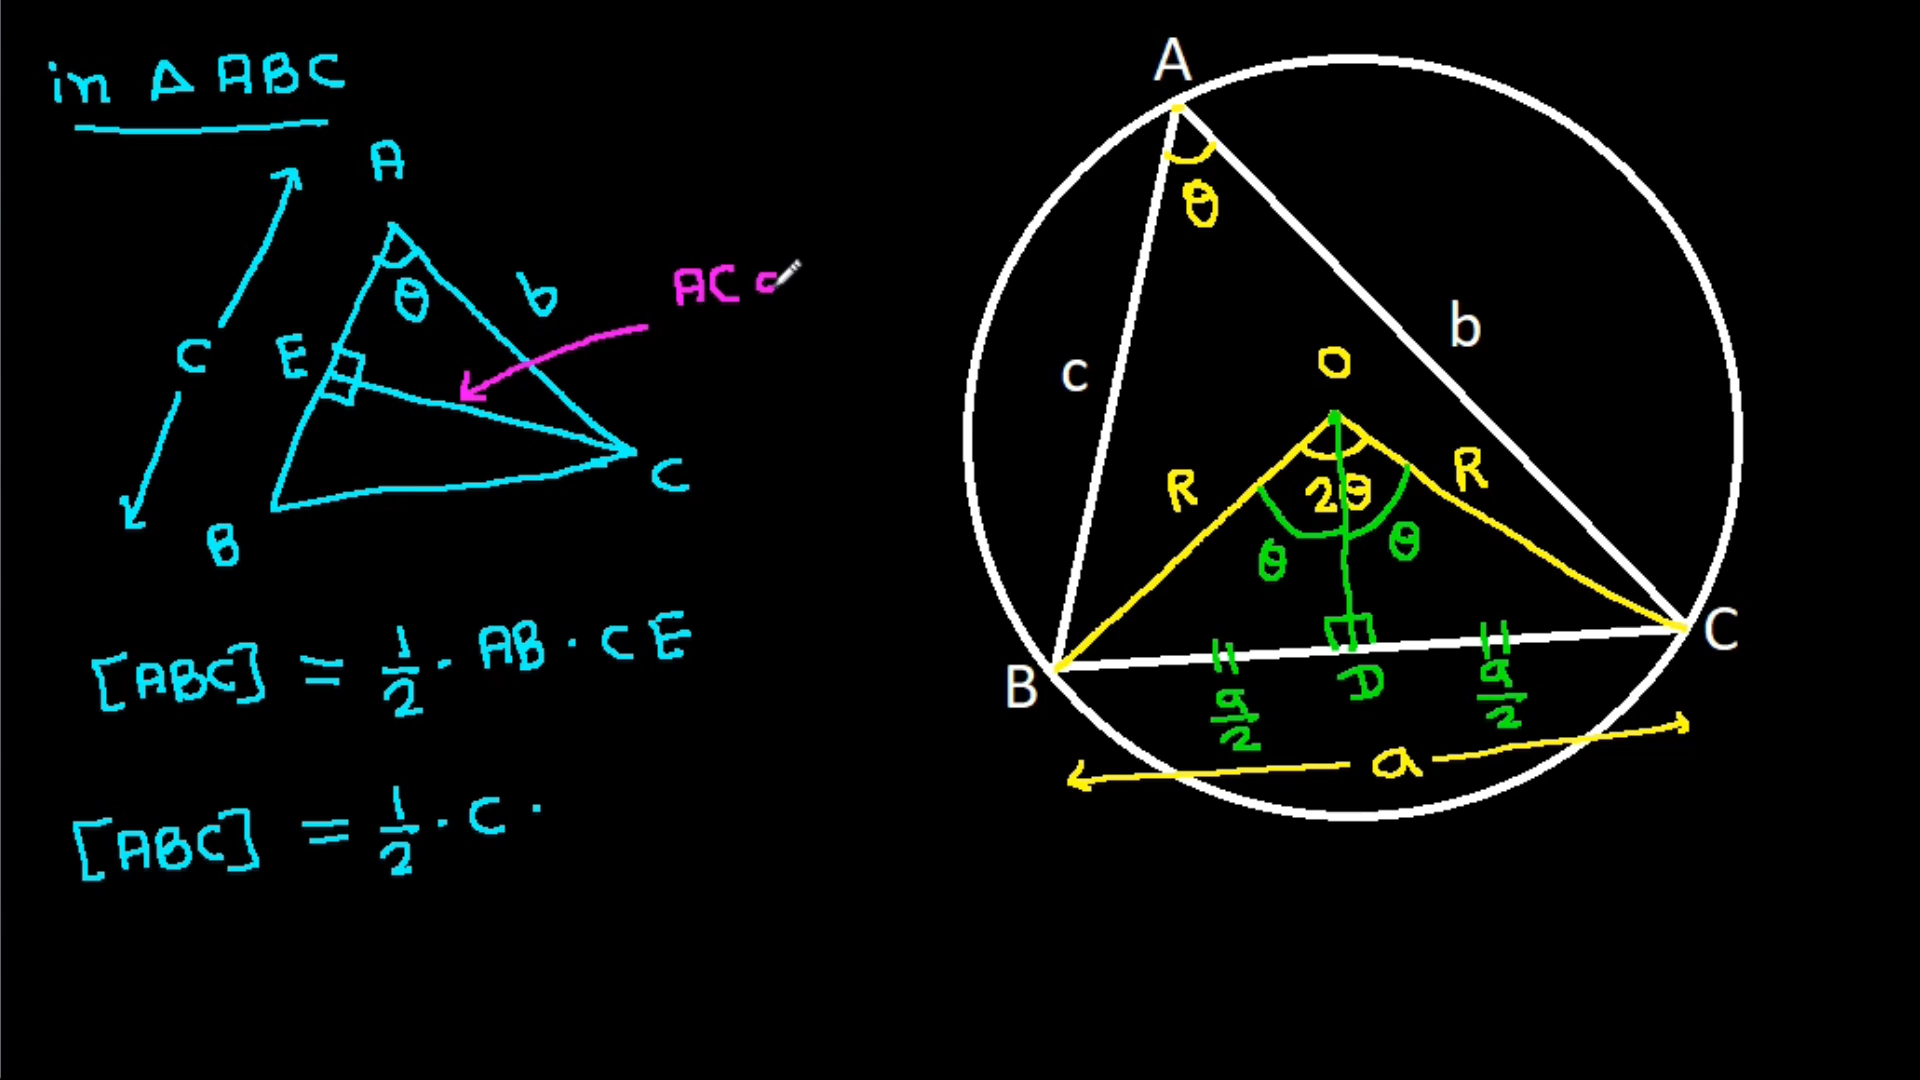 in Δ ABC
A
θ
b
C
E
AC c
C
B
[ABC] = 1/2 · AB · CE
[ABC] = 1/2 · C ·
A
θ
b
c
O
R
R
2θ
θ
θ
B
C
D
a/2
a/2
a